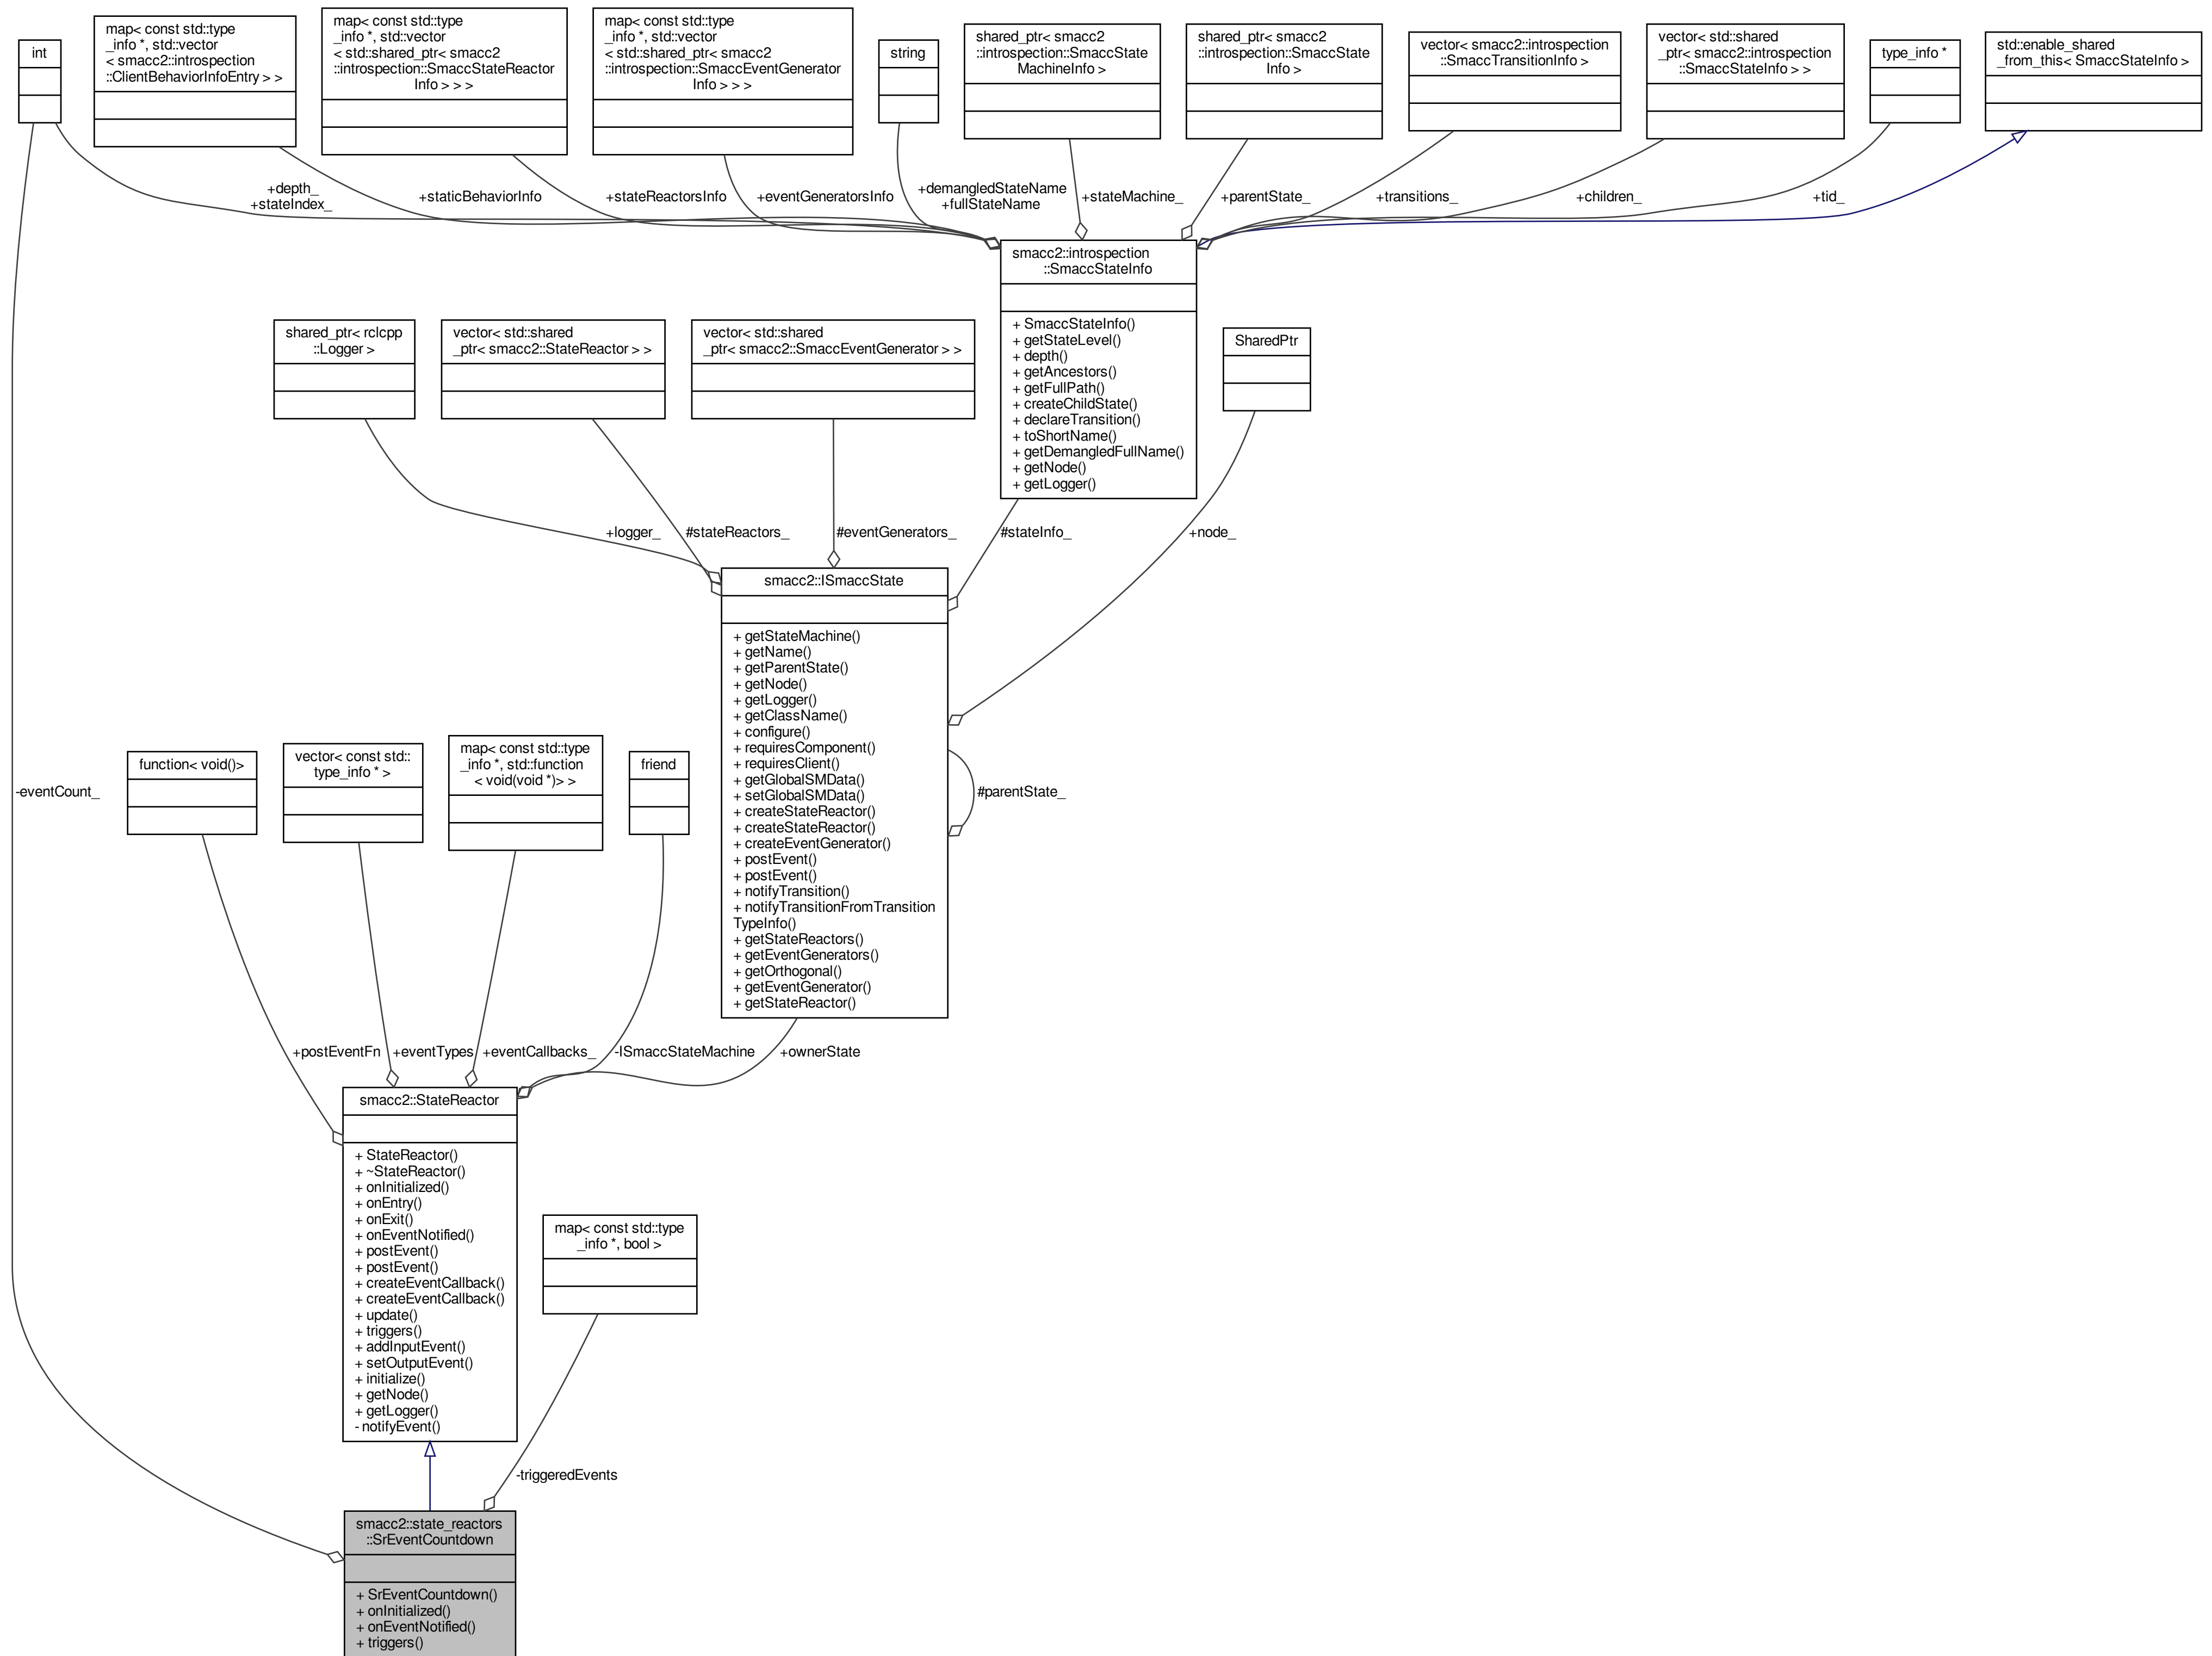 int
map< const std::type
_info *, std::vector
< smacc2::introspection
::ClientBehaviorInfoEntry > >
map< const std::type
_info *, std::vector
< std::shared_ptr< smacc2
::introspection::SmaccStateReactor
Info > > >
map< const std::type
_info *, std::vector
< std::shared_ptr< smacc2
::introspection::SmaccEventGenerator
Info > > >
string
shared_ptr< smacc2
::introspection::SmaccState
MachineInfo >
shared_ptr< smacc2
::introspection::SmaccState
Info >
vector< smacc2::introspection
::SmaccTransitionInfo >
vector< std::shared
_ptr< smacc2::introspection
::SmaccStateInfo > >
type_info *
std::enable_shared
_from_this< SmaccStateInfo >
+depth_
+stateIndex_
+staticBehaviorInfo
+stateReactorsInfo
+eventGeneratorsInfo
+demangledStateName
+fullStateName
+stateMachine_
+parentState_
+transitions_
+children_
+tid_
smacc2::introspection
::SmaccStateInfo
+ SmaccStateInfo()
+ getStateLevel()
+ depth()
+ getAncestors()
+ getFullPath()
+ createChildState()
+ declareTransition()
+ toShortName()
+ getDemangledFullName()
+ getNode()
+ getLogger()
shared_ptr< rclcpp
::Logger >
vector< std::shared
_ptr< smacc2::StateReactor > >
vector< std::shared
_ptr< smacc2::SmaccEventGenerator > >
SharedPtr
+logger_
#stateReactors_
#eventGenerators_
#stateInfo_
+node_
smacc2::ISmaccState
+ getStateMachine()
+ getName()
+ getParentState()
+ getNode()
+ getLogger()
+ getClassName()
+ configure()
+ requiresComponent()
+ requiresClient()
+ getGlobalSMData()
+ setGlobalSMData()
+ createStateReactor()
+ createStateReactor()
+ createEventGenerator()
+ postEvent()
+ postEvent()
+ notifyTransition()
+ notifyTransitionFromTransition
TypeInfo()
+ getStateReactors()
+ getEventGenerators()
+ getOrthogonal()
+ getEventGenerator()
+ getStateReactor()
#parentState_
-eventCount_
function< void()>
vector< const std::
type_info * >
map< const std::type
_info *, std::function
< void(void *)> >
friend
+postEventFn
+eventTypes
+eventCallbacks_
-ISmaccStateMachine
+ownerState
smacc2::StateReactor
+ StateReactor()
+ ~StateReactor()
+ onInitialized()
+ onEntry()
+ onExit()
+ onEventNotified()
+ postEvent()
+ postEvent()
+ createEventCallback()
+ createEventCallback()
+ update()
+ triggers()
+ addInputEvent()
+ setOutputEvent()
+ initialize()
+ getNode()
+ getLogger()
- notifyEvent()
map< const std::type
_info *, bool >
-triggeredEvents
smacc2::state_reactors
::SrEventCountdown
+ SrEventCountdown()
+ onInitialized()
+ onEventNotified()
+ triggers()